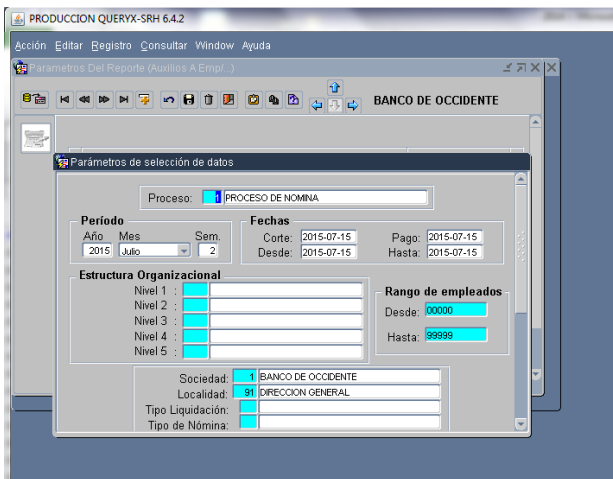 PRODUCCION QUERYX-SRH 6.4.2
Acción Editar Registro Consultar Window Ayuda
Parametros Del Reporte (Auxilios A Empl...)
BANCO DE OCCIDENTE
Parámetros de selección de datos
Proceso: 1 PROCESO DE NOMINA
Período Fechas
Año Mes Sem. Corte: 2015-07-15 Pago: 2015-07-15
2015 Julio 2 Desde: 2015-07-15 Hasta: 2015-07-15
Estructura Organizacional
Nivel 1 : Rango de empleados
Nivel 2 : Desde: 00000
Nivel 3 :
Nivel 4 : Hasta: 99999
Nivel 5 :
Sociedad: 1 BANCO DE OCCIDENTE
Localidad: 91 DIRECCION GENERAL
Tipo Liquidación:
Tipo de Nómina: